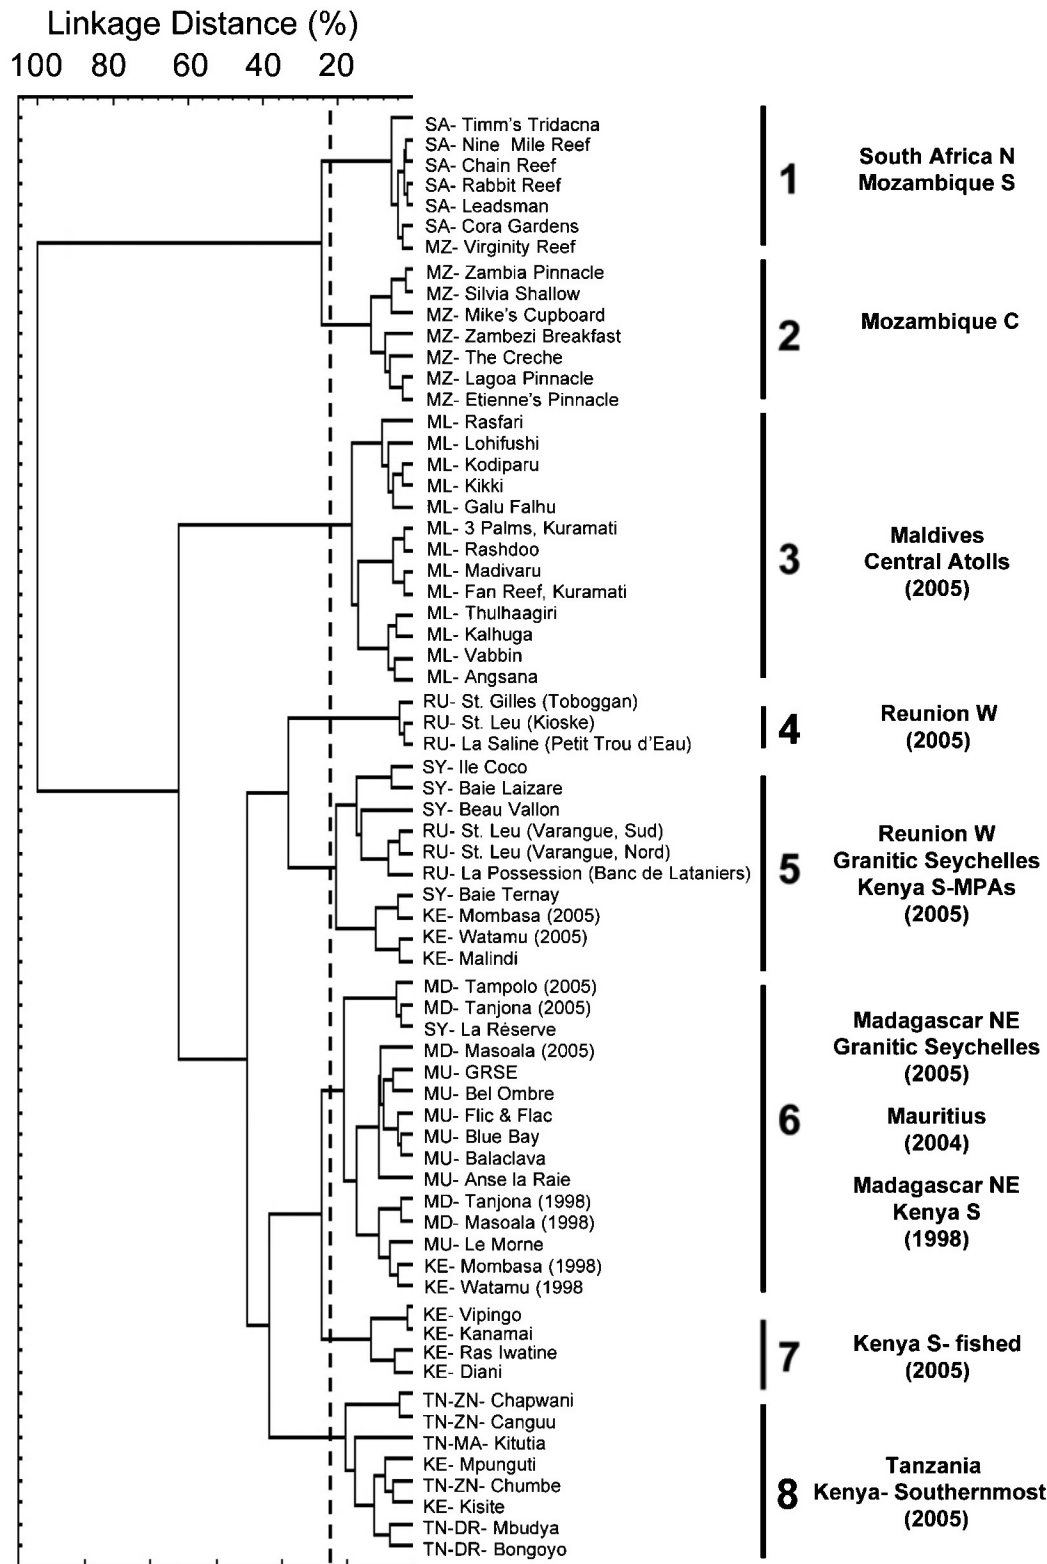 Linkage Distance (%)
100 80 60 40 20
SA- Timm's Tridacna
SA- Nine Mile Reef
SA- Chain Reef
SA- Rabbit Reef
SA- Leadsman
SA- Cora Gardens
MZ- Virginity Reef
1
South Africa N
Mozambique S
MZ- Zambia Pinnacle
MZ- Silvia Shallow
MZ- Mike's Cupboard
MZ- Zambezi Breakfast
MZ- The Creche
MZ- Lagoa Pinnacle
MZ- Etienne's Pinnacle
2
Mozambique C
ML- Rasfari
ML- Lohifushi
ML- Kodiparu
ML- Kikki
ML- Galu Falhu
ML- 3 Palms, Kuramati
ML- Rashdoo
ML- Madivaru
ML- Fan Reef, Kuramati
ML- Thulhaagiri
ML- Kalhuga
ML- Vabbin
ML- Angsana
3
Maldives
Central Atolls
(2005)
RU- St. Gilles (Toboggan)
RU- St. Leu (Kioske)
RU- La Saline (Petit Trou d'Eau)
4
Reunion W
(2005)
SY- Ile Coco
SY- Baie Laizare
SY- Beau Vallon
RU- St. Leu (Varangue, Sud)
RU- St. Leu (Varangue, Nord)
RU- La Possession (Banc de Lataniers)
SY- Baie Ternay
KE- Mombasa (2005)
KE- Watamu (2005)
KE- Malindi
5
Reunion W
Granitic Seychelles
Kenya S-MPAs
(2005)
MD- Tampolo (2005)
MD- Tanjona (2005)
SY- La Réserve
MD- Masoala (2005)
MU- GRSE
MU- Bel Ombre
MU- Flic & Flac
MU- Blue Bay
MU- Balaclava
MU- Anse la Raie
MD- Tanjona (1998)
MD- Masoala (1998)
MU- Le Morne
KE- Mombasa (1998)
KE- Watamu (1998
6
Madagascar NE
Granitic Seychelles
(2005)
Mauritius
(2004)
Madagascar NE
Kenya S
(1998)
KE- Vipingo
KE- Kanamai
KE- Ras Iwatine
KE- Diani
7
Kenya S- fished
(2005)
TN-ZN- Chapwani
TN-ZN- Canguu
TN-MA- Kitutia
KE- Mpunguti
TN-ZN- Chumbe
KE- Kisite
TN-DR- Mbudya
TN-DR- Bongoyo
8
Tanzania
Kenya- Southernmost
(2005)